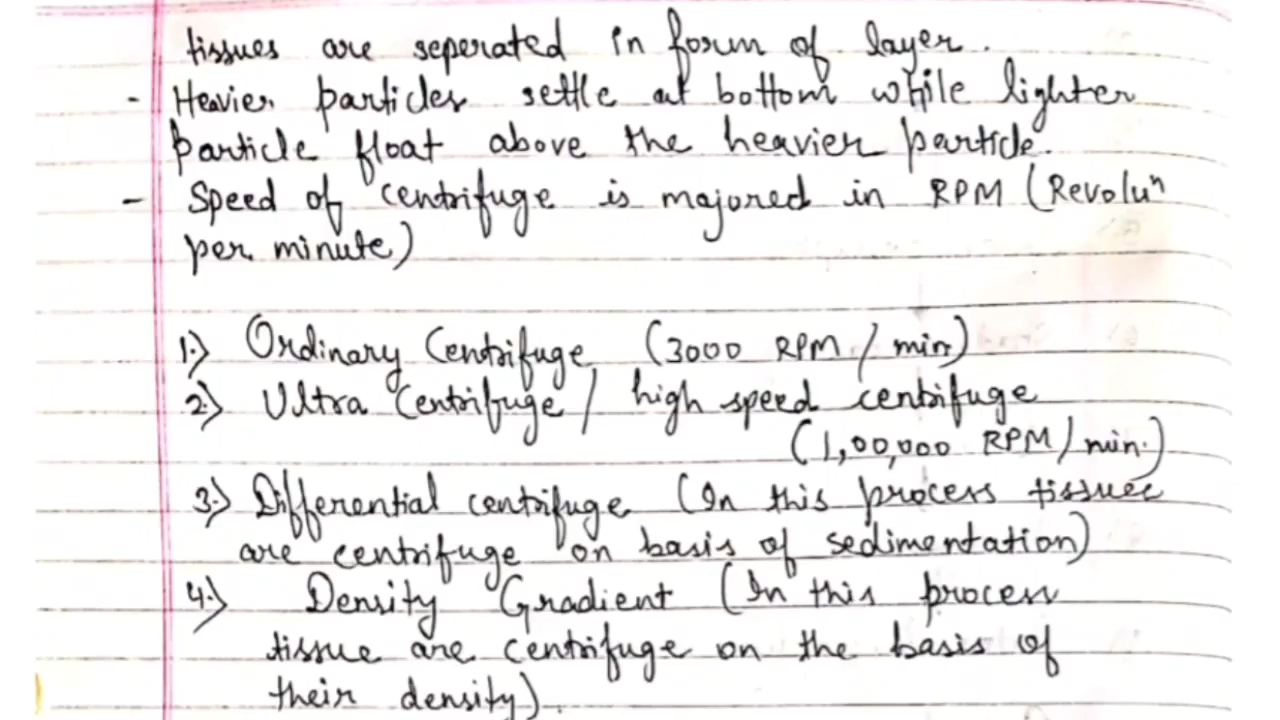 tissues are seperated in form of layer.
- Heavier particles settle at bottom while lighter
particle float above the heavier particle.
- Speed of centrifuge is majored in RPM (Revoluⁿ
per minute)
1.) Ordinary Centrifuge (3000 RPM / min)
2.) Ultra Centrifuge / high speed centrifuge
(1,00,000 RPM/min.)
3.) Differential centrifuge (In this process tissues
are centrifuge on basis of sedimentation)
4.) Density Gradient (In this process
tissue are centrifuge on the basis of
their density).